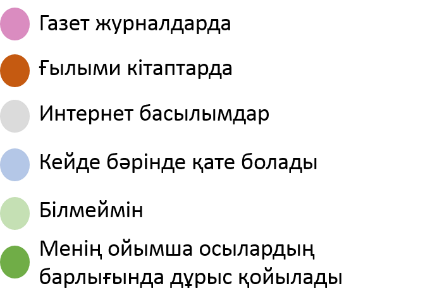 Газет журналдарда
Ғылыми кітаптарда
Интернет басылымдар
Кейде бәрінде қате болады
Білмеймін
Менің ойымша осылардың
барлығында дұрыс қойылады